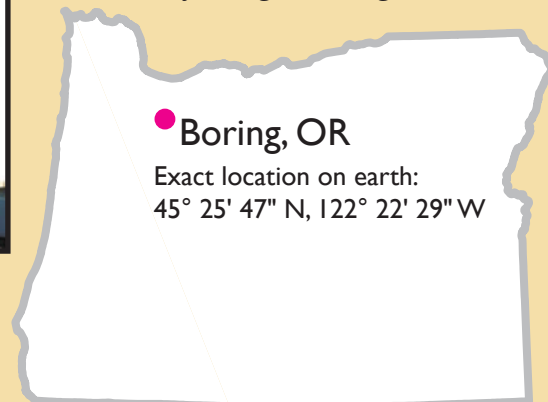 Boring, OR
Exact location on earth:
45° 25' 47" N, 122° 22' 29" W